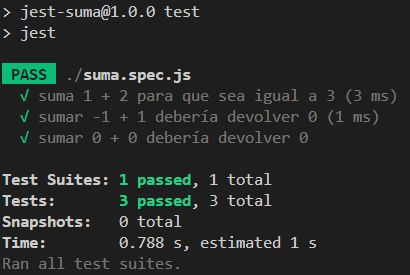 > jest-suma@1.0.0 test
> jest
PASS ./suma.spec.js
√ suma 1 + 2 para que sea igual a 3 (3 ms)
√ sumar -1 + 1 debería devolver 0 (1 ms)
√ sumar 0 + 0 debería devolver 0
Test Suites: 1 passed, 1 total
Tests: 3 passed, 3 total
Snapshots: 0 total
Time: 0.788 s, estimated 1 s
Ran all test suites.